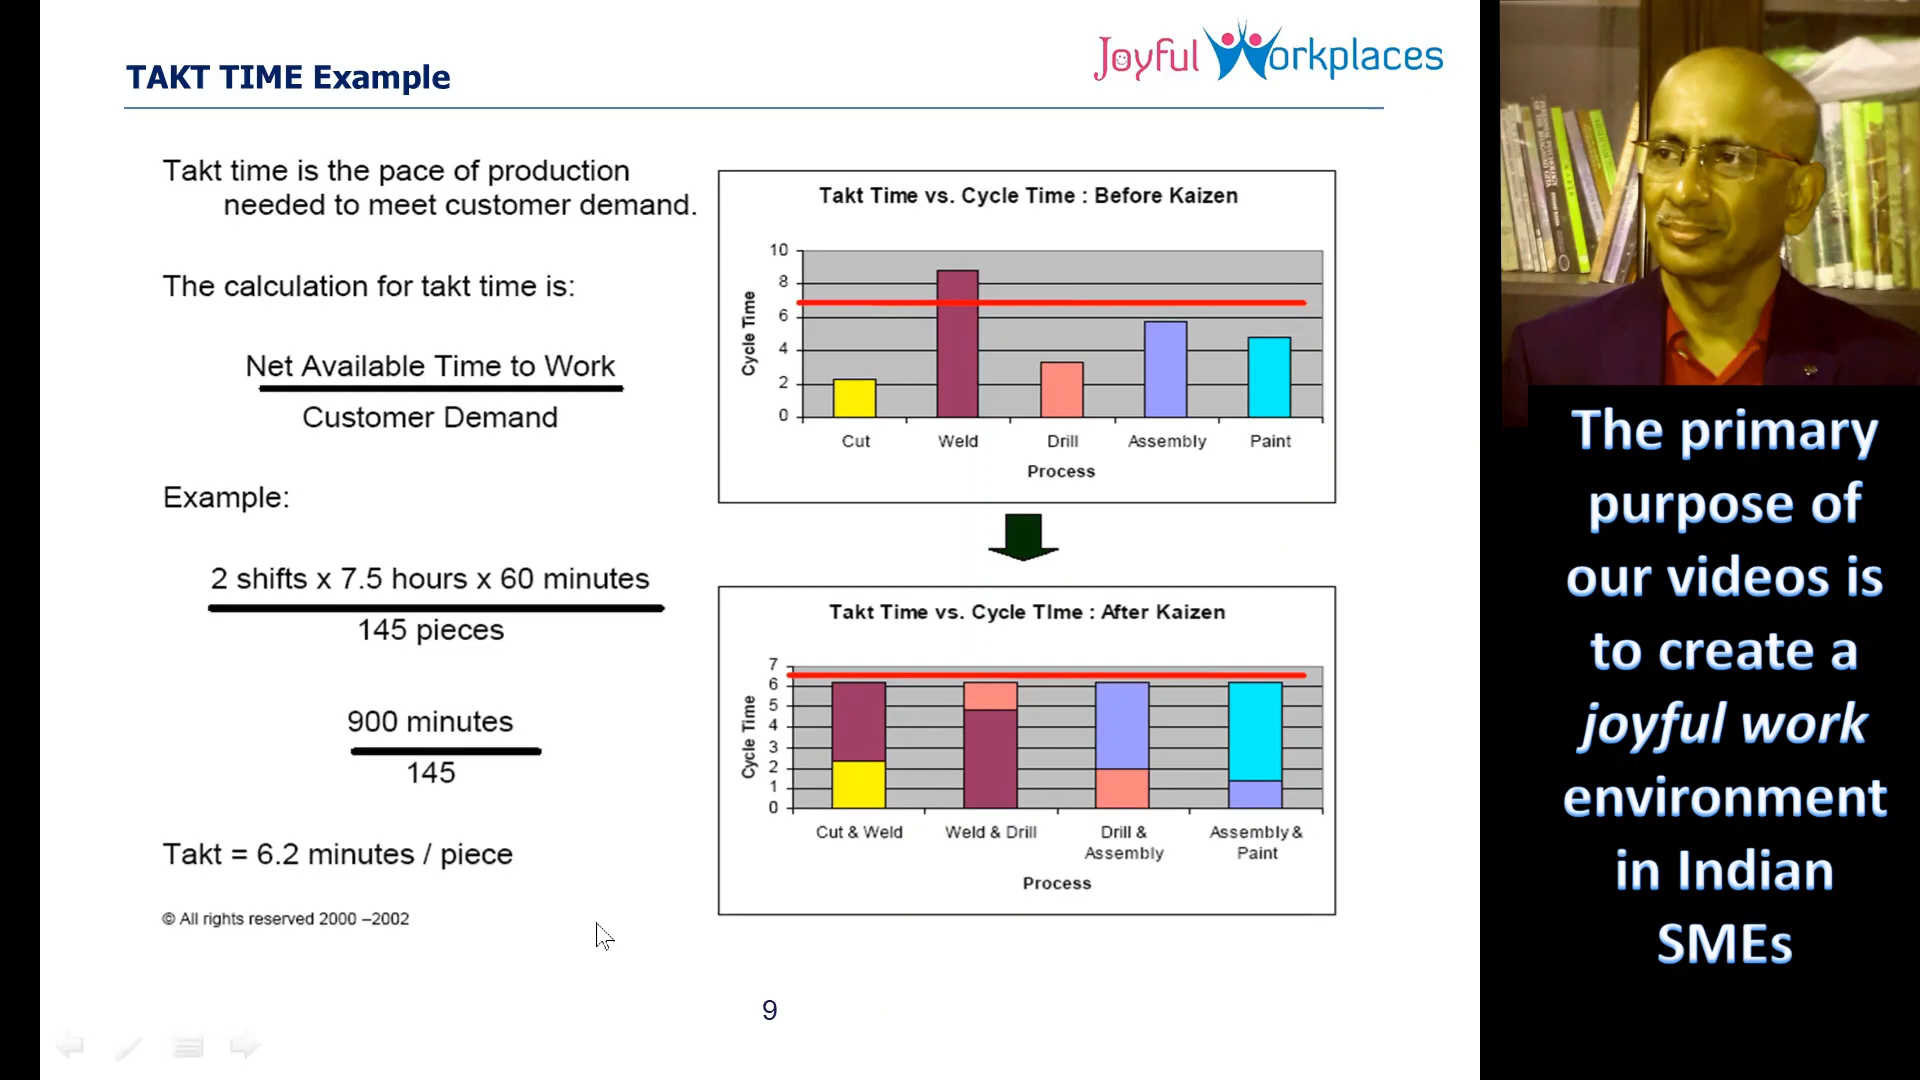 TAKT TIME Example
Joyful Workplaces
Takt time is the pace of production
needed to meet customer demand.
The calculation for takt time is:
Net Available Time to Work
Customer Demand
Example:
2 shifts x 7.5 hours x 60 minutes
145 pieces
900 minutes
145
Takt = 6.2 minutes / piece
© All rights reserved 2000 –2002
Takt Time vs. Cycle Time : Before Kaizen
Cycle Time
10
8
6
4
2
0
Cut Weld Drill Assembly Paint
Process
Takt Time vs. Cycle TIme : After Kaizen
Cycle Time
7
6
5
4
3
2
1
0
Cut & Weld Weld & Drill Drill & Assembly &
Assembly Paint
Process
9
The primary
purpose of
our videos is
to create a
joyful work
environment
in Indian
SMEs